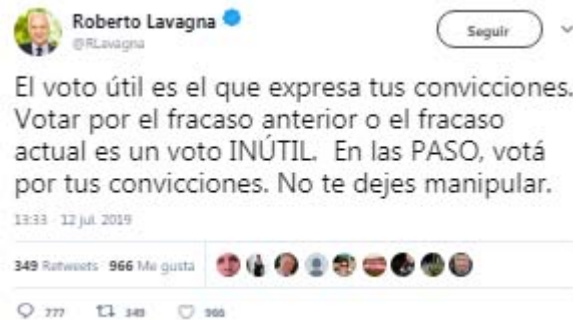 Roberto Lavagna
@RLavagna
Seguir
El voto útil es el que expresa tus convicciones.
Votar por el fracaso anterior o el fracaso
actual es un voto INÚTIL. En las PASO, votá
por tus convicciones. No te dejes manipular.
13:33 - 12 jul. 2019
349 Retweets 966 Me gusta
777 349 966